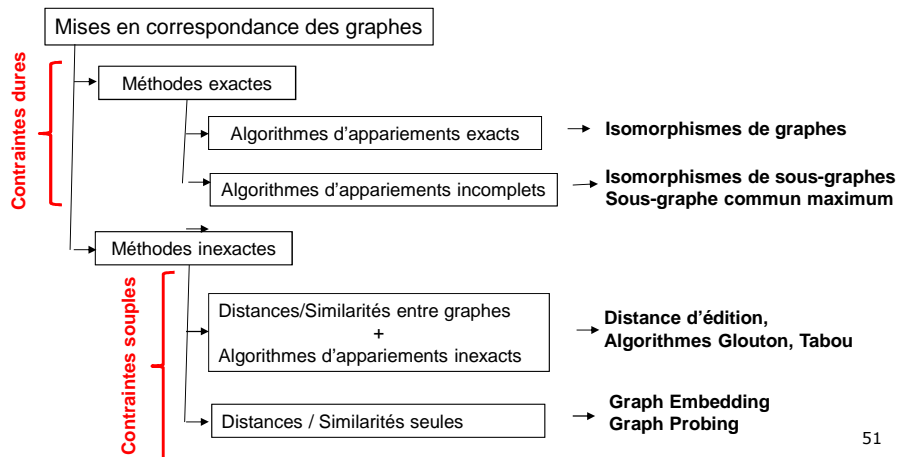 Mises en correspondance des graphes
Contraintes dures
Méthodes exactes
Algorithmes d'appariements exacts
Isomorphismes de graphes
Algorithmes d'appariements incomplets
Isomorphismes de sous-graphes
Sous-graphe commun maximum
Méthodes inexactes
Contraintes souples
Distances/Similarités entre graphes
+
Algorithmes d'appariements inexacts
Distance d'édition,
Algorithmes Glouton, Tabou
Distances / Similarités seules
Graph Embedding
Graph Probing
51